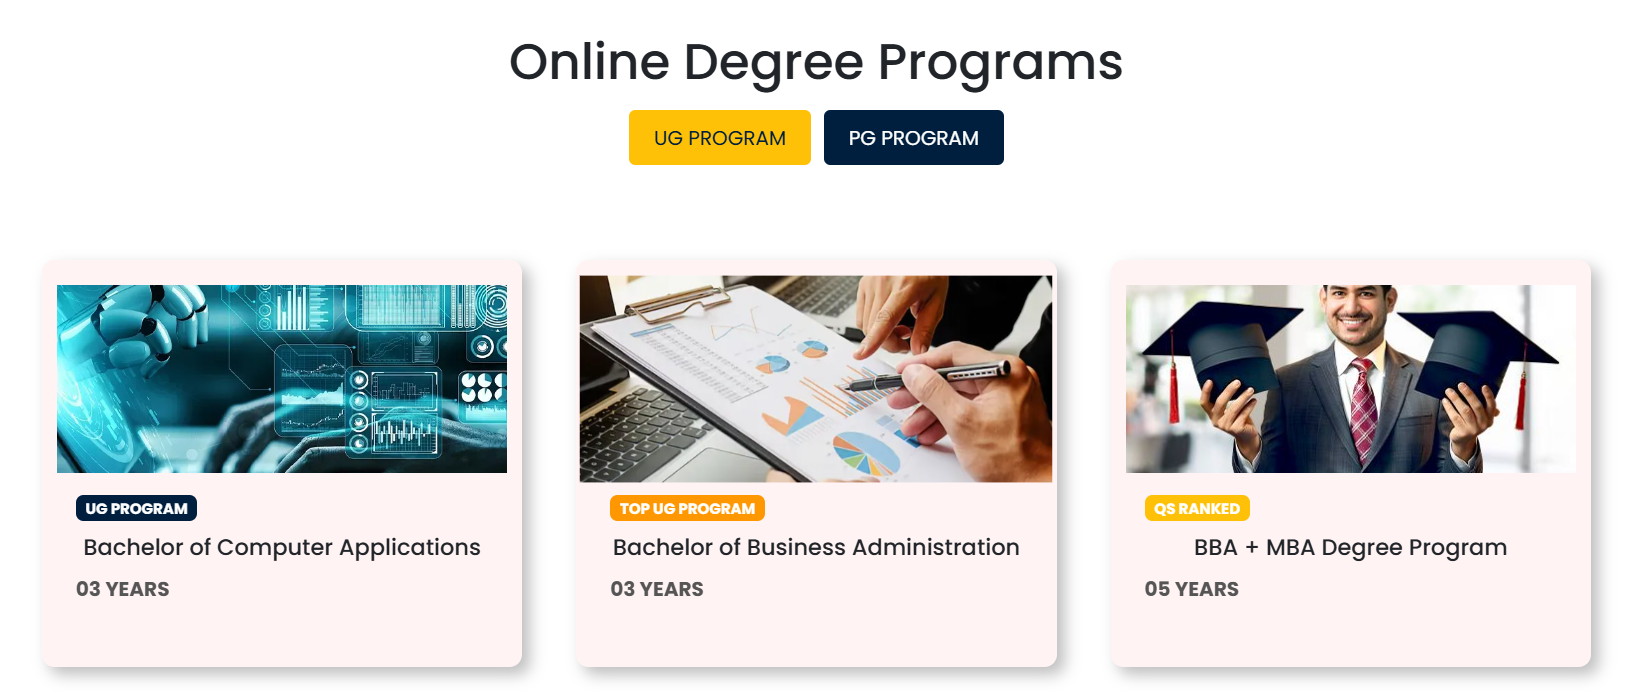 Online Degree Programs
UG PROGRAM
PG PROGRAM
UG PROGRAM
Bachelor of Computer Applications
03 YEARS
TOP UG PROGRAM
Bachelor of Business Administration
03 YEARS
QS RANKED
BBA + MBA Degree Program
05 YEARS